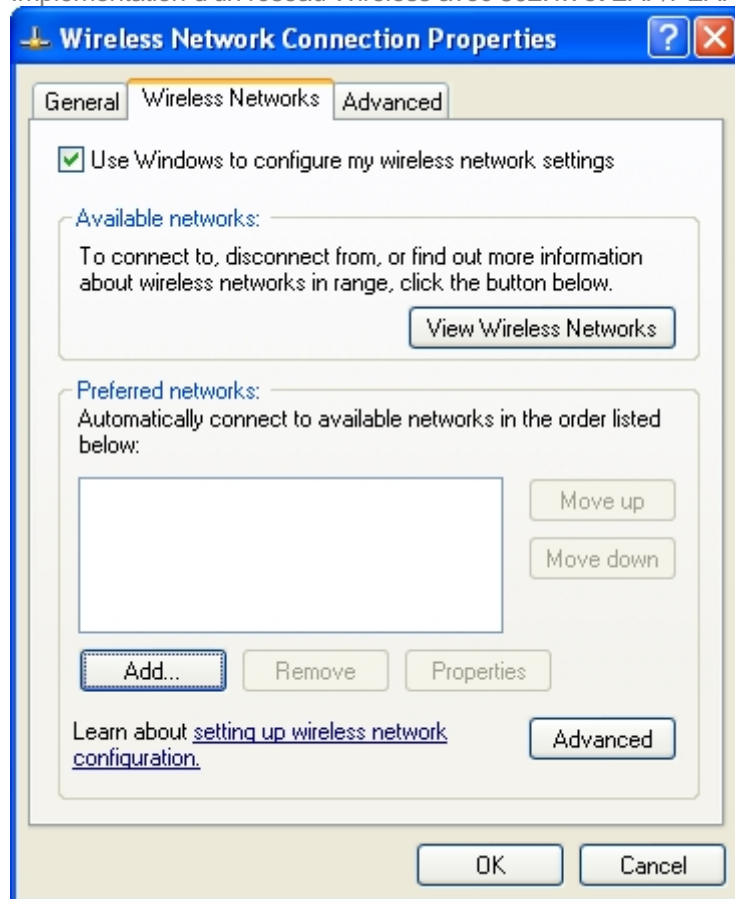 Wireless Network Connection Properties
General
Wireless Networks
Advanced
Use Windows to configure my wireless network settings
Available networks:
To connect to, disconnect from, or find out more information
about wireless networks in range, click the button below.
View Wireless Networks
Preferred networks:
Automatically connect to available networks in the order listed
below:
Move up
Move down
Add...
Remove
Properties
Learn about setting up wireless network
configuration.
Advanced
OK
Cancel